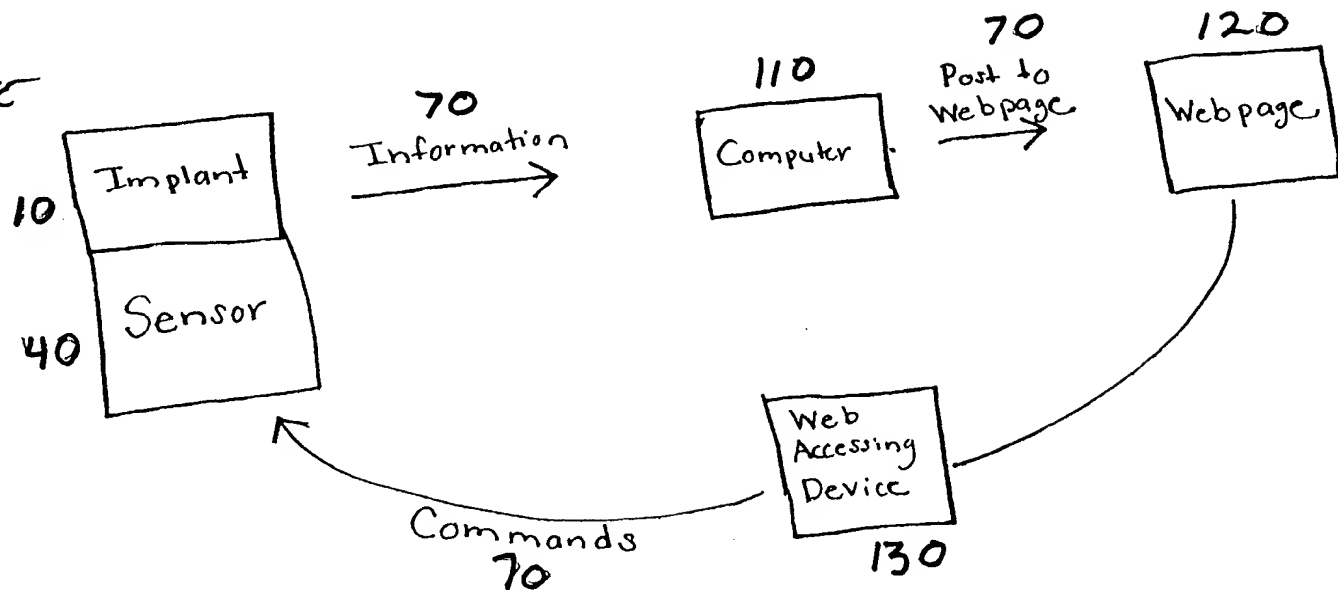 70
120
110
Post to
Webpage
70
Information
Webpage
Computer
Implant
10
Sensor
40
Web
Accessing
Device
Commands
70
130